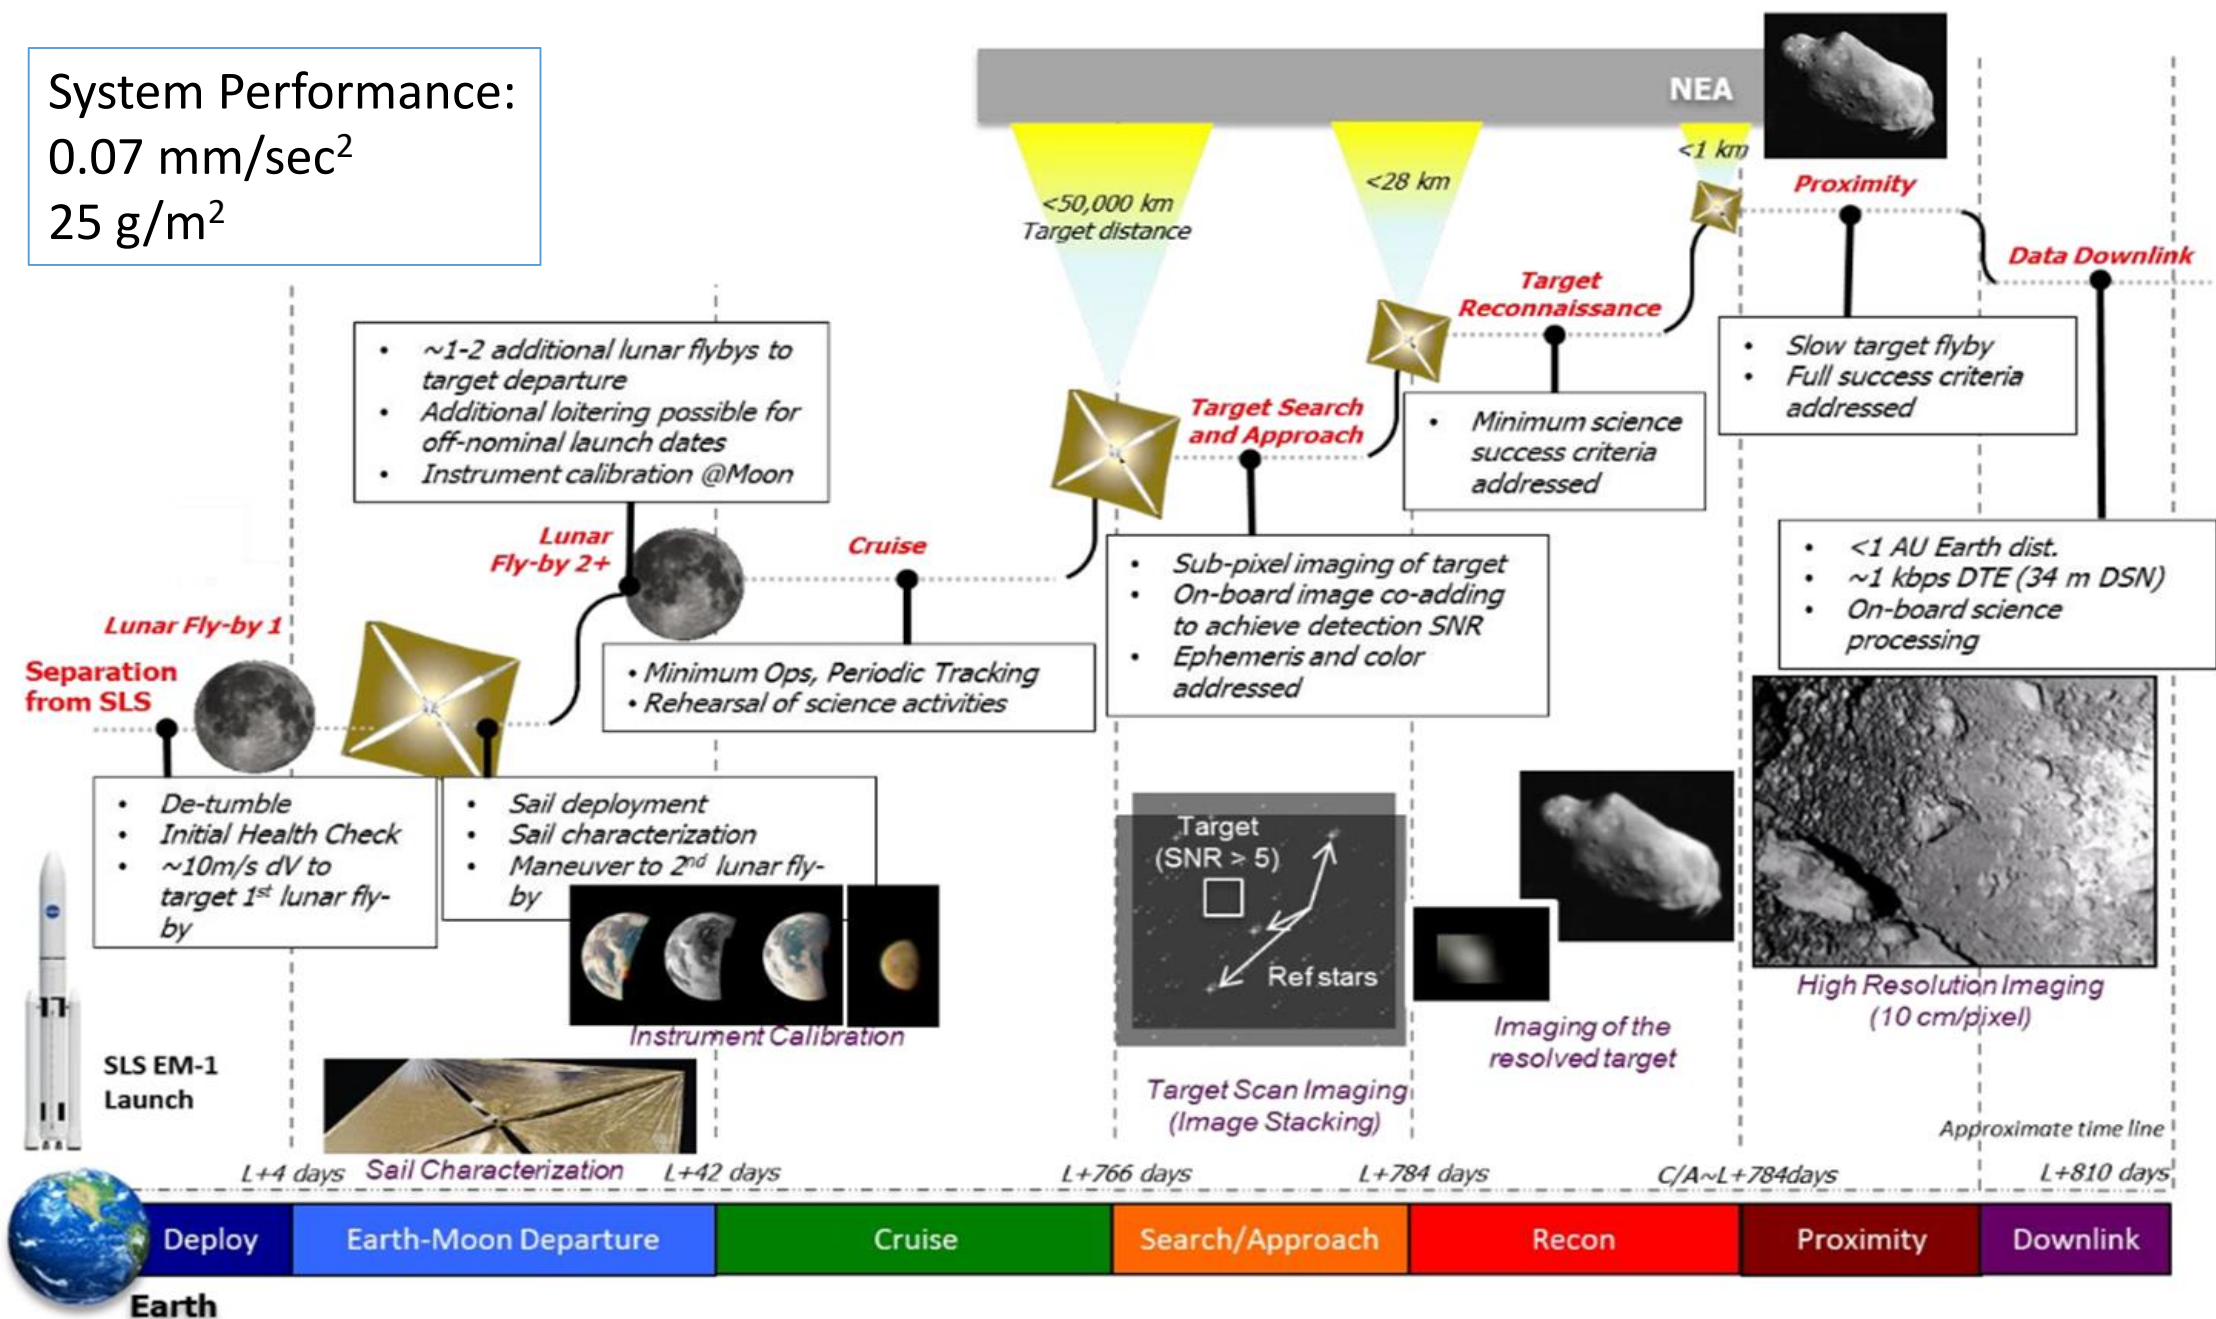 System Performance:
0.07 mm/sec²
25 g/m²
NEA
<50,000 km
Target distance
<28 km
<1 km
Proximity
Data Downlink
Target
Reconnaissance
Target Search
and Approach
• Slow target flyby
• Full success criteria
addressed
• Minimum science
success criteria
addressed
• ~1-2 additional lunar flybys to
target departure
• Additional loitering possible for
off-nominal launch dates
• Instrument calibration @Moon
Lunar
Fly-by 2+
Cruise
• Sub-pixel imaging of target
• On-board image co-adding
to achieve detection SNR
• Ephemeris and color
addressed
• <1 AU Earth dist.
• ~1 kbps DTE (34 m DSN)
• On-board science
processing
Lunar Fly-by 1
Separation
from SLS
• Minimum Ops, Periodic Tracking
• Rehearsal of science activities
• De-tumble
• Initial Health Check
• ~10m/s dV to
target 1st lunar fly-
by
• Sail deployment
• Sail characterization
• Maneuver to 2nd lunar fly-
by
Target
(SNR > 5)
Ref stars
High Resolution Imaging
(10 cm/pixel)
Instrument Calibration
Imaging of the
resolved target
SLS EM-1
Launch
Target Scan Imaging
(Image Stacking)
Approximate time line
Sail Characterization
L+4 days
L+42 days
L+766 days
L+784 days
C/A~L+784days
L+810 days
Deploy
Earth-Moon Departure
Cruise
Search/Approach
Recon
Proximity
Downlink
Earth